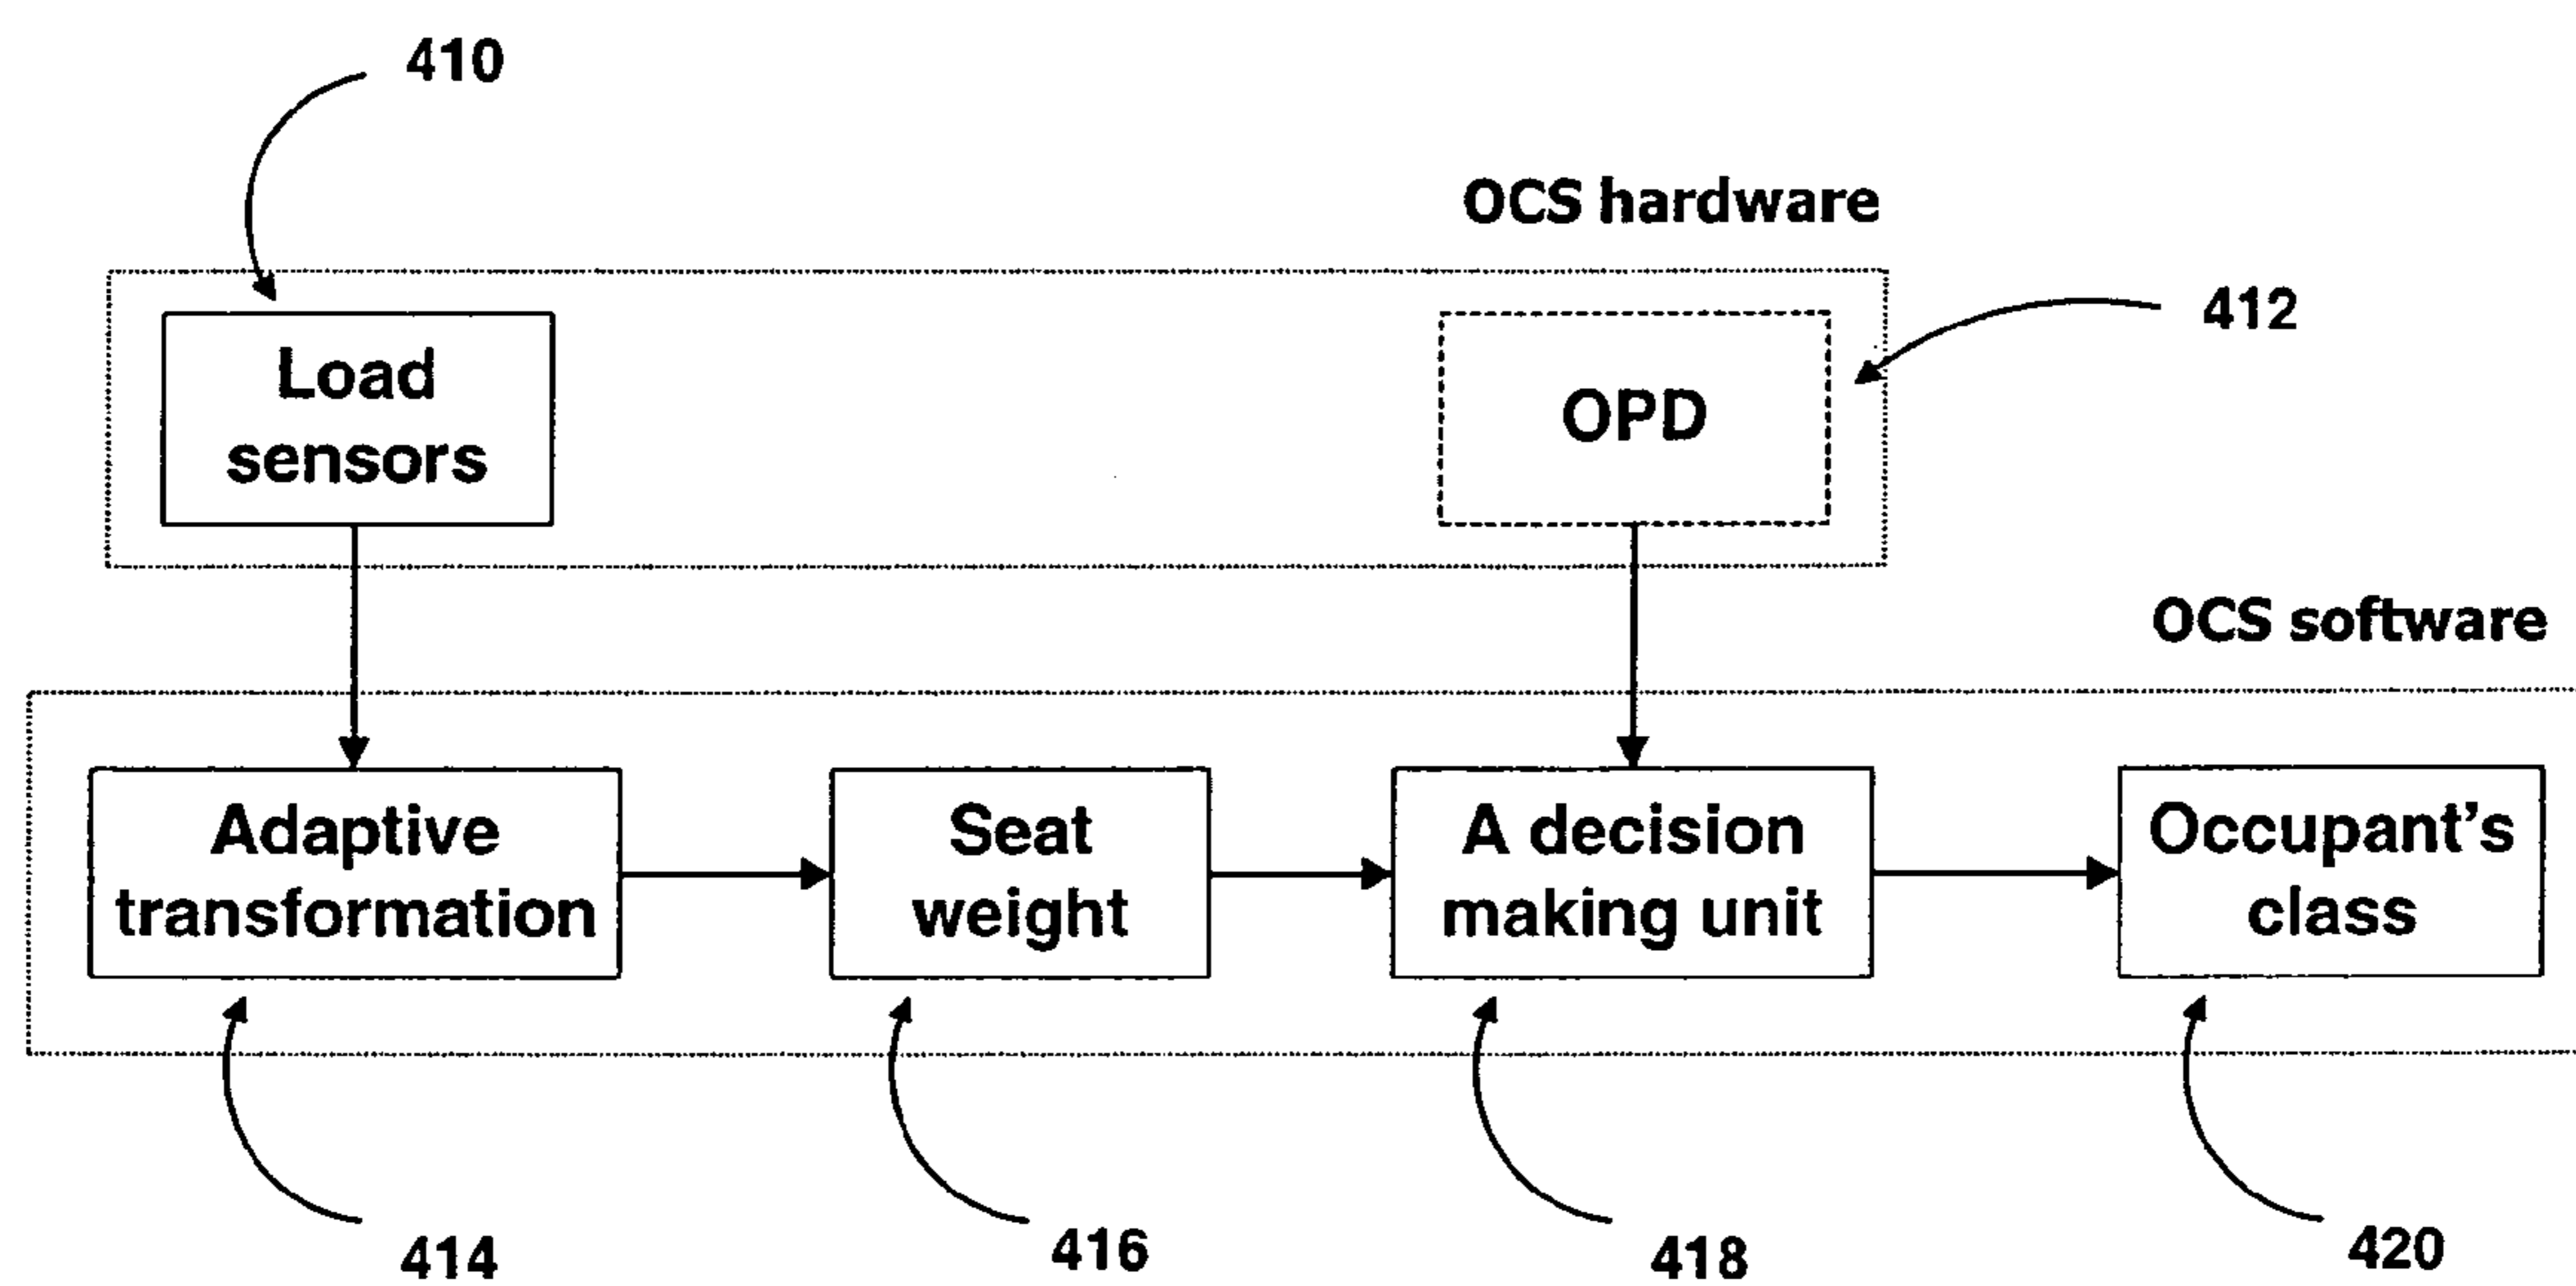 410
OCS hardware
412
Load
sensors
OPD
OCS software
Adaptive
transformation
Seat
weight
A decision
making unit
Occupant's
class
414
416
418
420